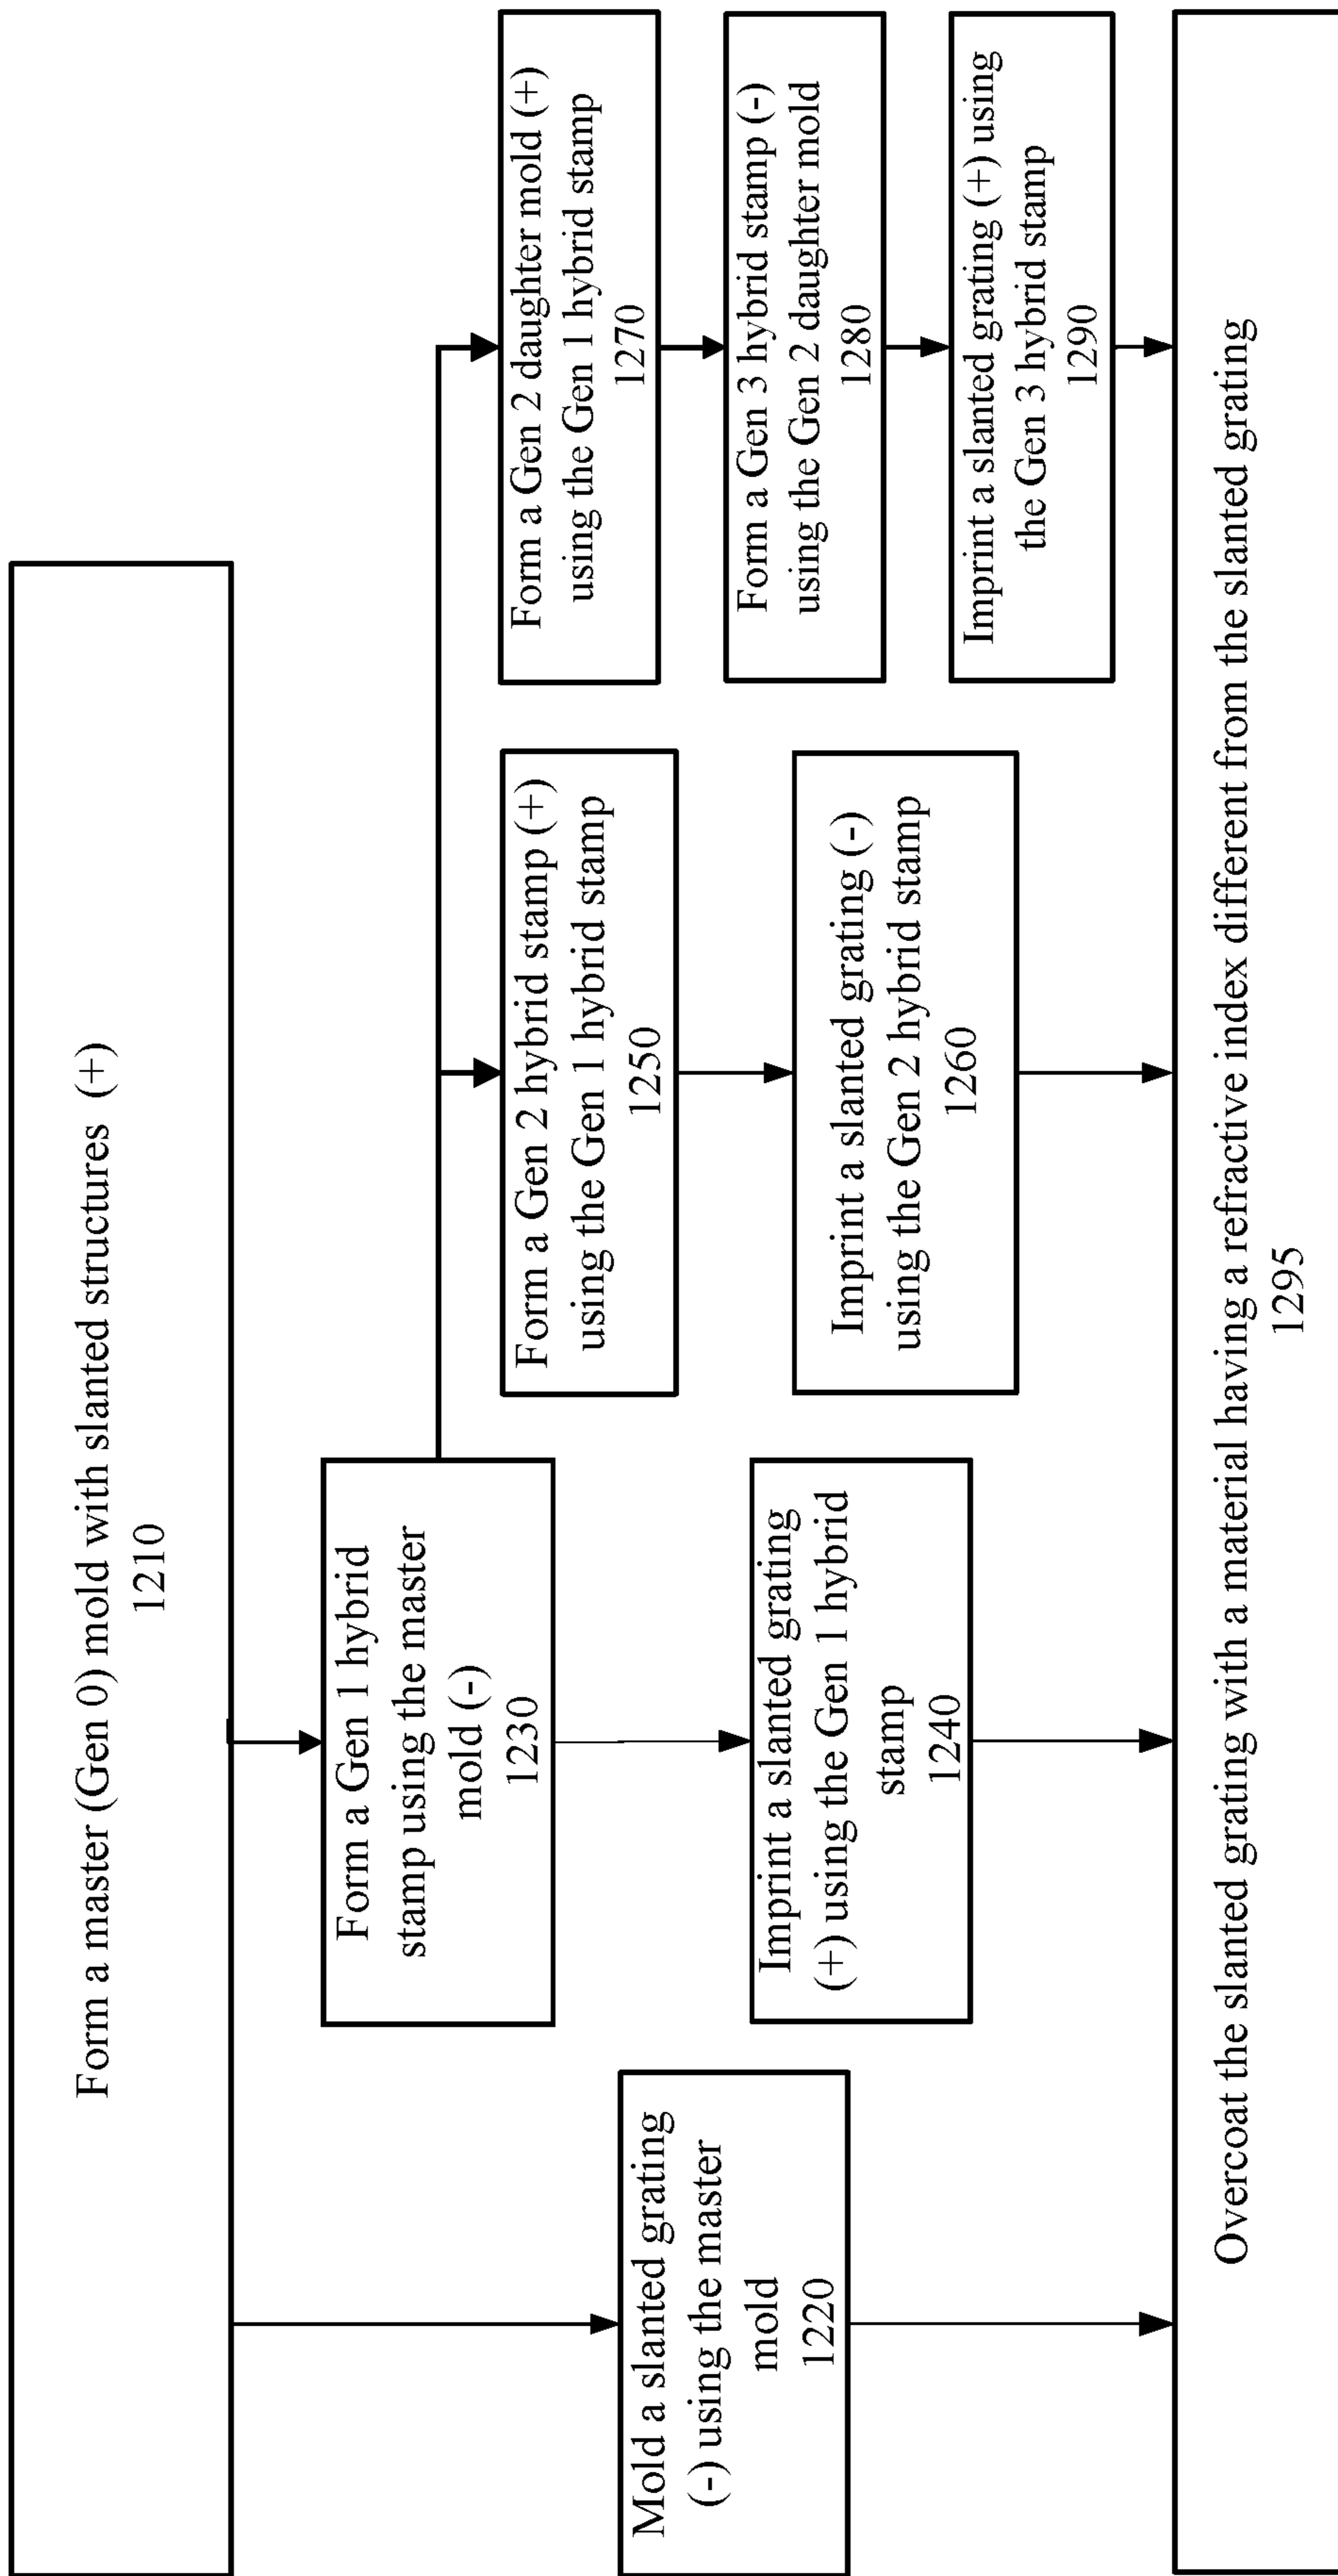 Form a master (Gen 0) mold with slanted structures (+)
1210
Mold a slanted grating
(-) using the master
mold
1220
Form a Gen 1 hybrid
stamp using the master
mold (-)
1230
Imprint a slanted grating
(+) using the Gen 1 hybrid
stamp
1240
Form a Gen 2 hybrid stamp (+)
using the Gen 1 hybrid stamp
1250
Imprint a slanted grating (-)
using the Gen 2 hybrid stamp
1260
Form a Gen 2 daughter mold (+)
using the Gen 1 hybrid stamp
1270
Form a Gen 3 hybrid stamp (-)
using the Gen 2 daughter mold
1280
Imprint a slanted grating (+) using
the Gen 3 hybrid stamp
1290
Overcoat the slanted grating with a material having a refractive index different from the slanted grating
1295